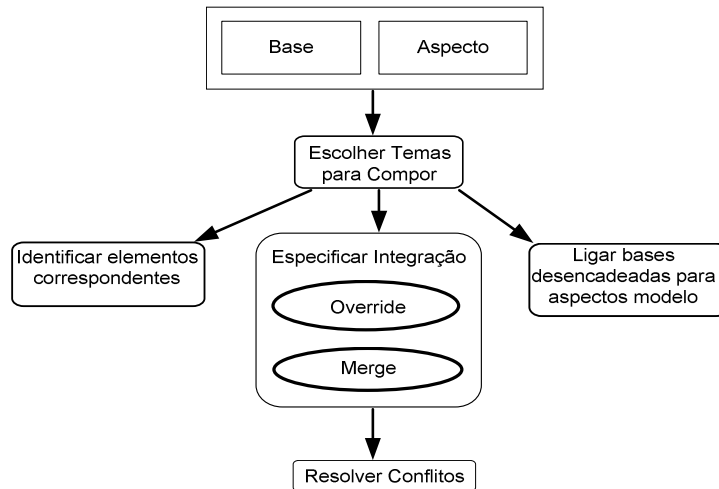 Base
Aspecto
Escolher Temas
para Compor
Identificar elementos
correspondentes
Especificar Integração
Override
Merge
Ligar bases
desencadeadas para
aspectos modelo
Resolver Conflitos